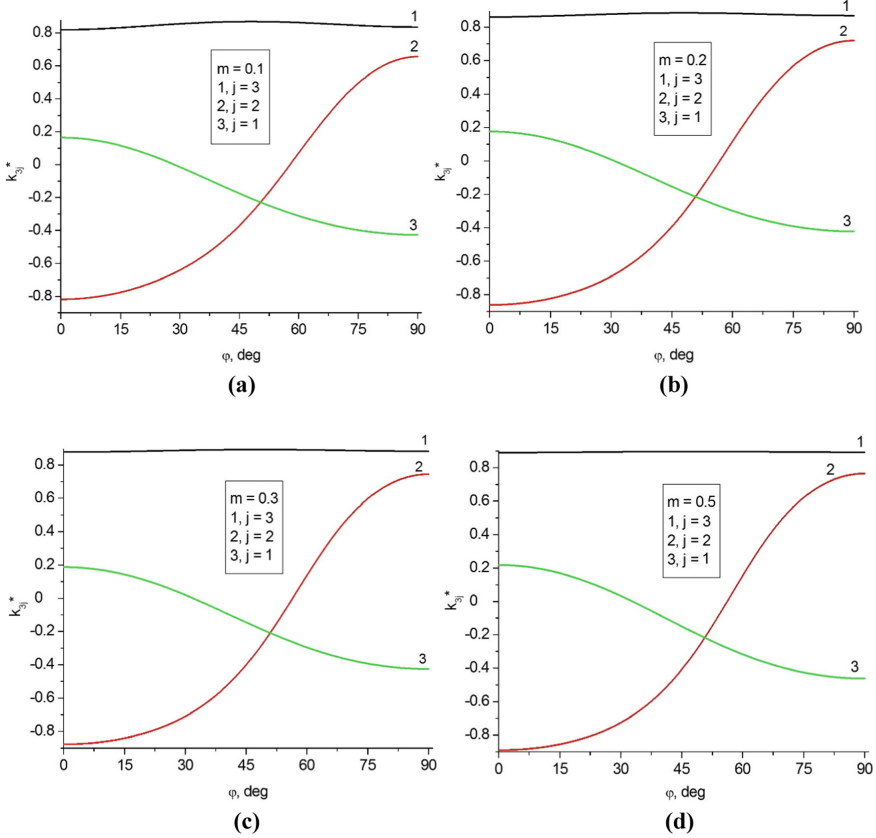 0.8
0.6
0.4
0.2
0
-0.2
-0.4
-0.6
-0.8
k3j*
1
2
3
m = 0.1
1, j = 3
2, j = 2
3, j = 1
0 15 30 45 60 75 90
φ, deg
(a)
0.8
0.6
0.4
0.2
0
-0.2
-0.4
-0.6
-0.8
k3j*
1
2
3
m = 0.2
1, j = 3
2, j = 2
3, j = 1
0 15 30 45 60 75 90
φ, deg
(b)
0.8
0.6
0.4
0.2
0
-0.2
-0.4
-0.6
-0.8
k3j*
1
2
3
m = 0.3
1, j = 3
2, j = 2
3, j = 1
0 15 30 45 60 75 90
φ, deg
(c)
0.8
0.6
0.4
0.2
0
-0.2
-0.4
-0.6
-0.8
k3j*
1
2
3
m = 0.5
1, j = 3
2, j = 2
3, j = 1
0 15 30 45 60 75 90
φ, deg
(d)